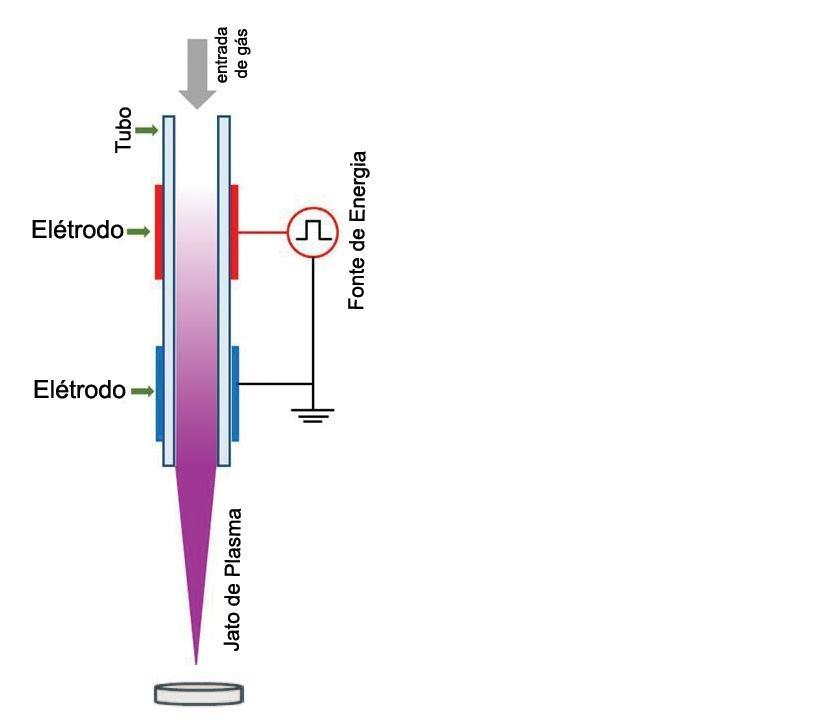 entrada
de gás
Tubo
Elétrodo
Fonte de Energia
Elétrodo
Jato de Plasma